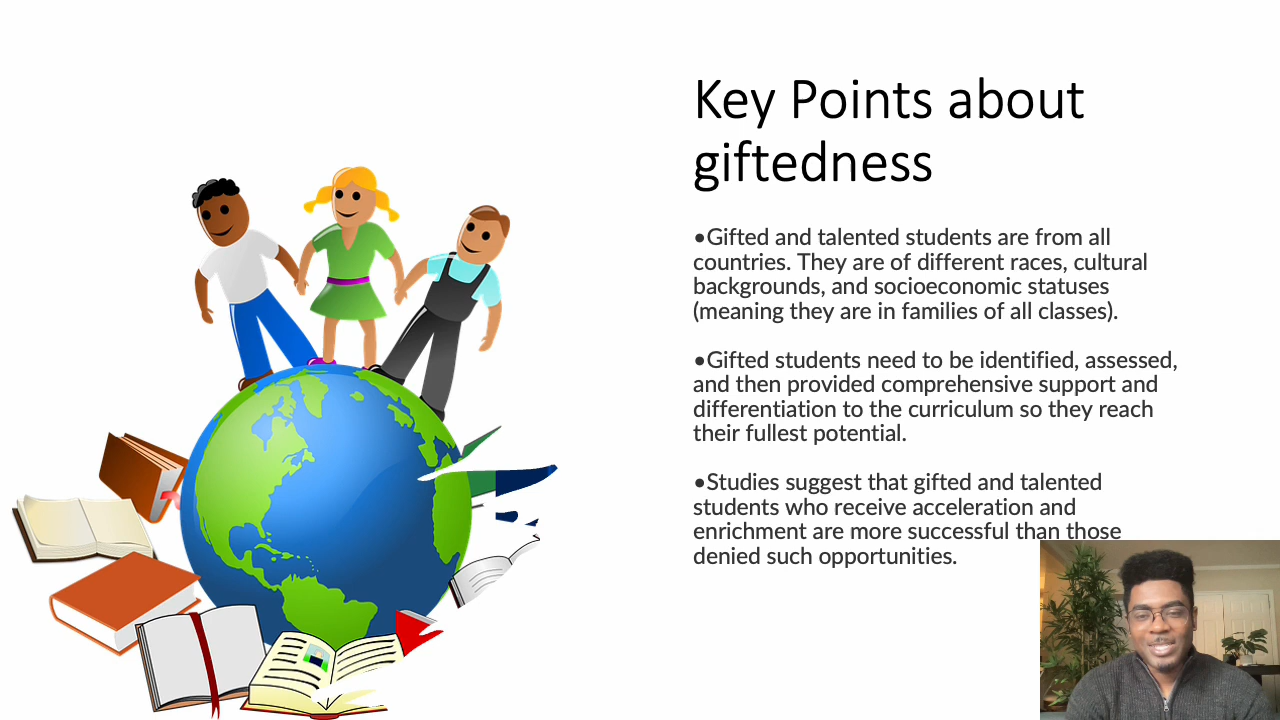 Key Points about
giftedness
•Gifted and talented students are from all
countries. They are of different races, cultural
backgrounds, and socioeconomic statuses
(meaning they are in families of all classes).
•Gifted students need to be identified, assessed,
and then provided comprehensive support and
differentiation to the curriculum so they reach
their fullest potential.
•Studies suggest that gifted and talented
students who receive acceleration and
enrichment are more successful than those
denied such opportunities.